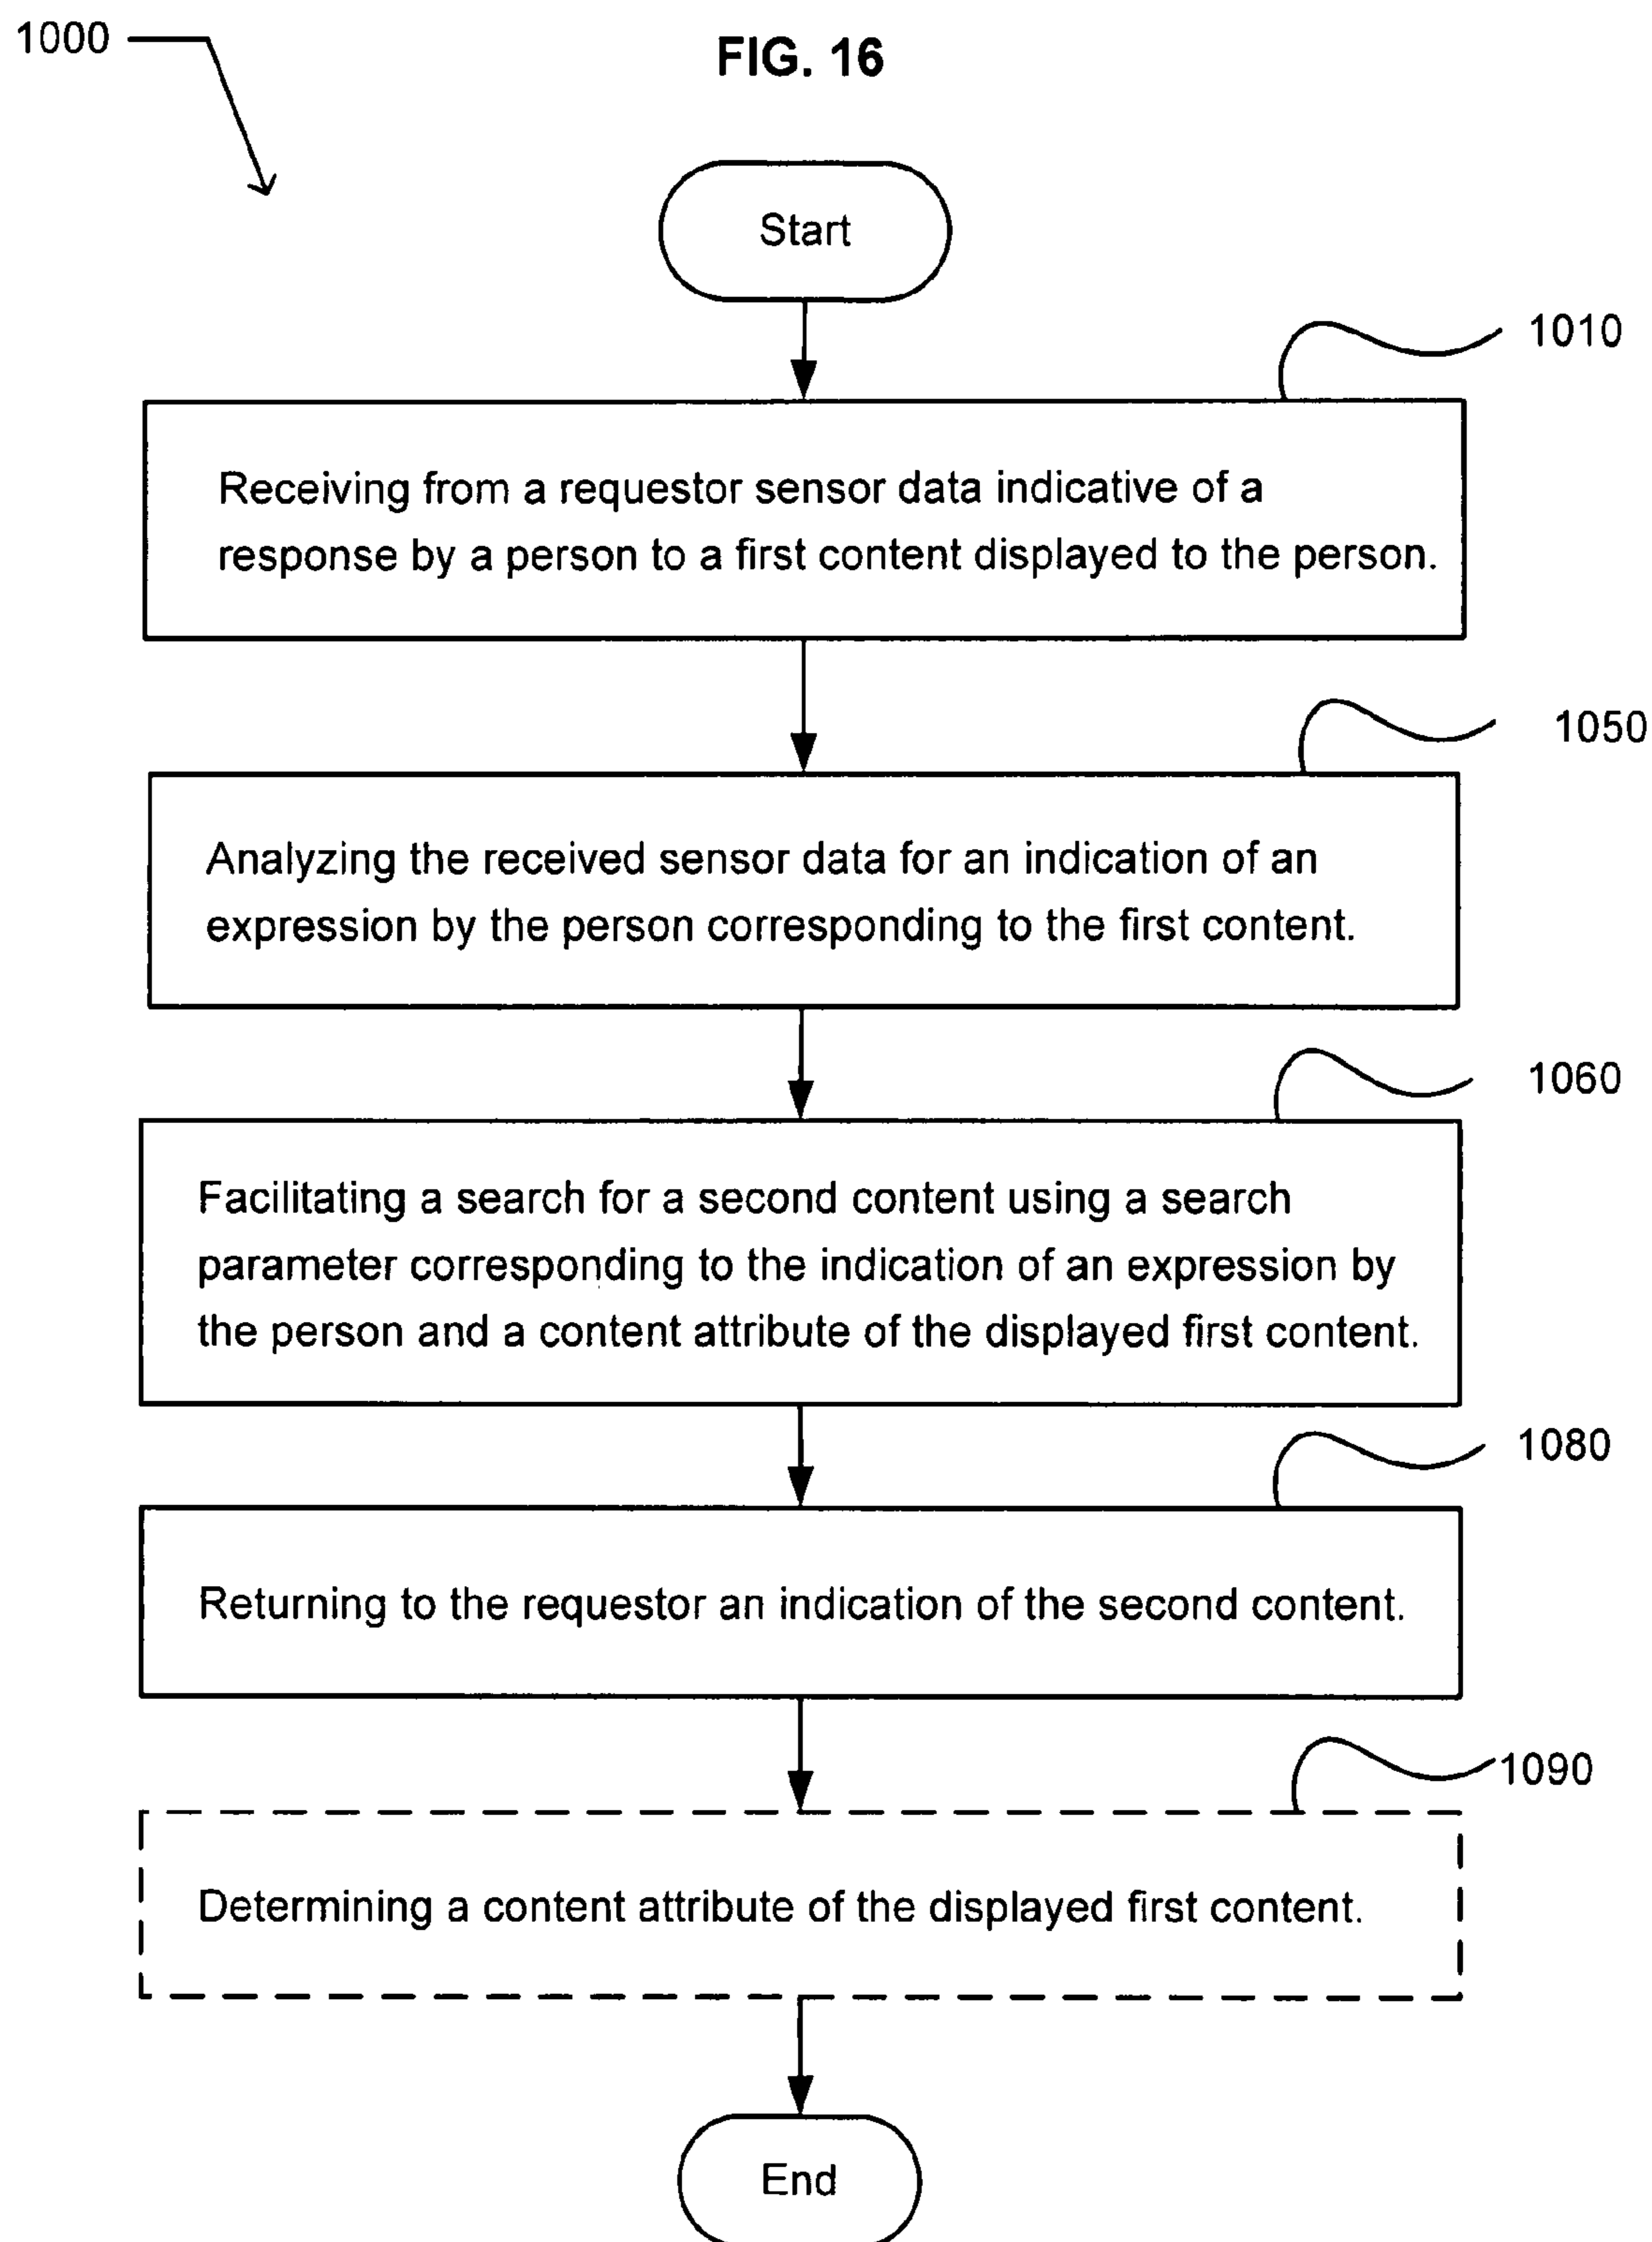 1000
FIG. 16
Start
1010
Receiving from a requestor sensor data indicative of a
response by a person to a first content displayed to the person.
1050
Analyzing the received sensor data for an indication of an
expression by the person corresponding to the first content.
1060
Facilitating a search for a second content using a search
parameter corresponding to the indication of an expression by
the person and a content attribute of the displayed first content.
1080
Returning to the requestor an indication of the second content.
1090
Determining a content attribute of the displayed first content.
End